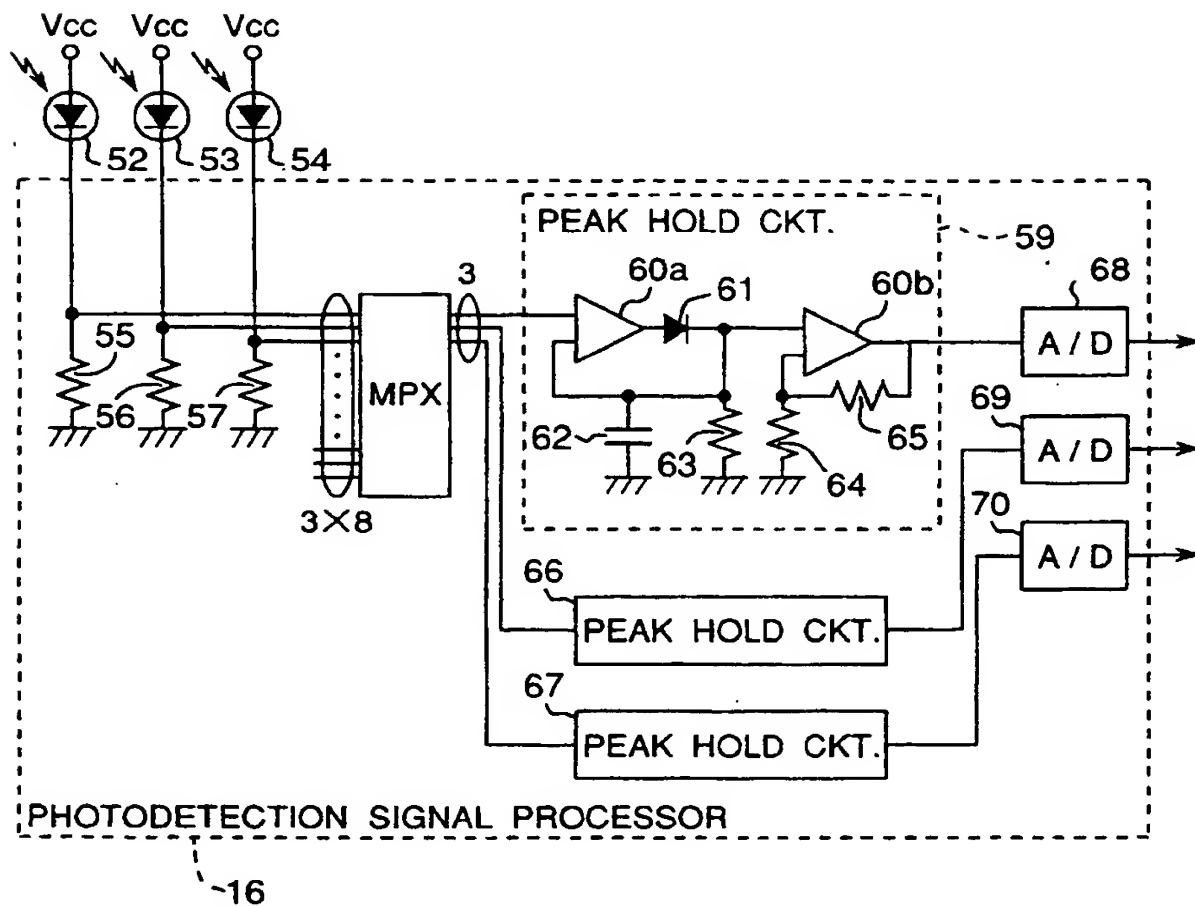 Vcc Vcc Vcc
52 53 54
PEAK HOLD CKT.
59
3
60a
61
60b
68
A/D
55
56
57
MPX
62
63
64
65
69
A/D
3×8
70
A/D
66
PEAK HOLD CKT.
67
PEAK HOLD CKT.
PHOTODETECTION SIGNAL PROCESSOR
16